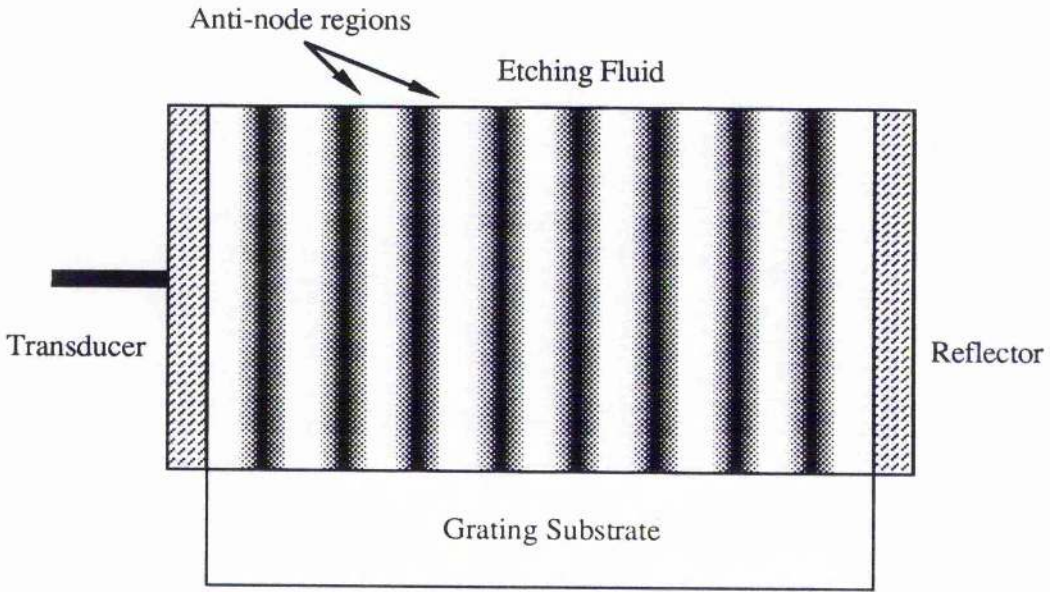 Anti-node regions
Etching Fluid
Transducer
Reflector
Grating Substrate